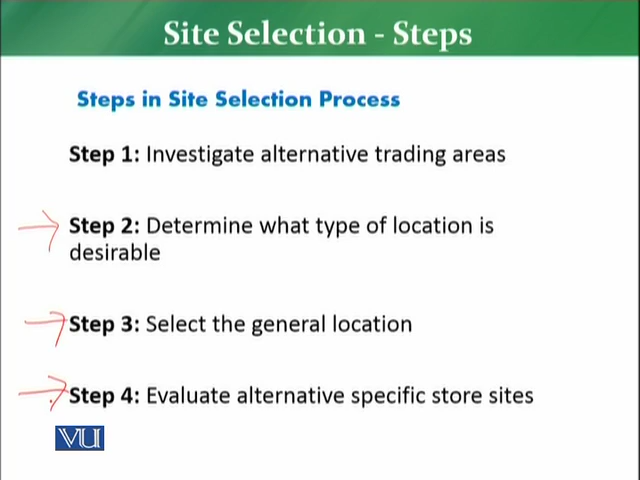 Site Selection - Steps
Steps in Site Selection Process
Step 1: Investigate alternative trading areas
Step 2: Determine what type of location is
desirable
Step 3: Select the general location
Step 4: Evaluate alternative specific store sites
VU